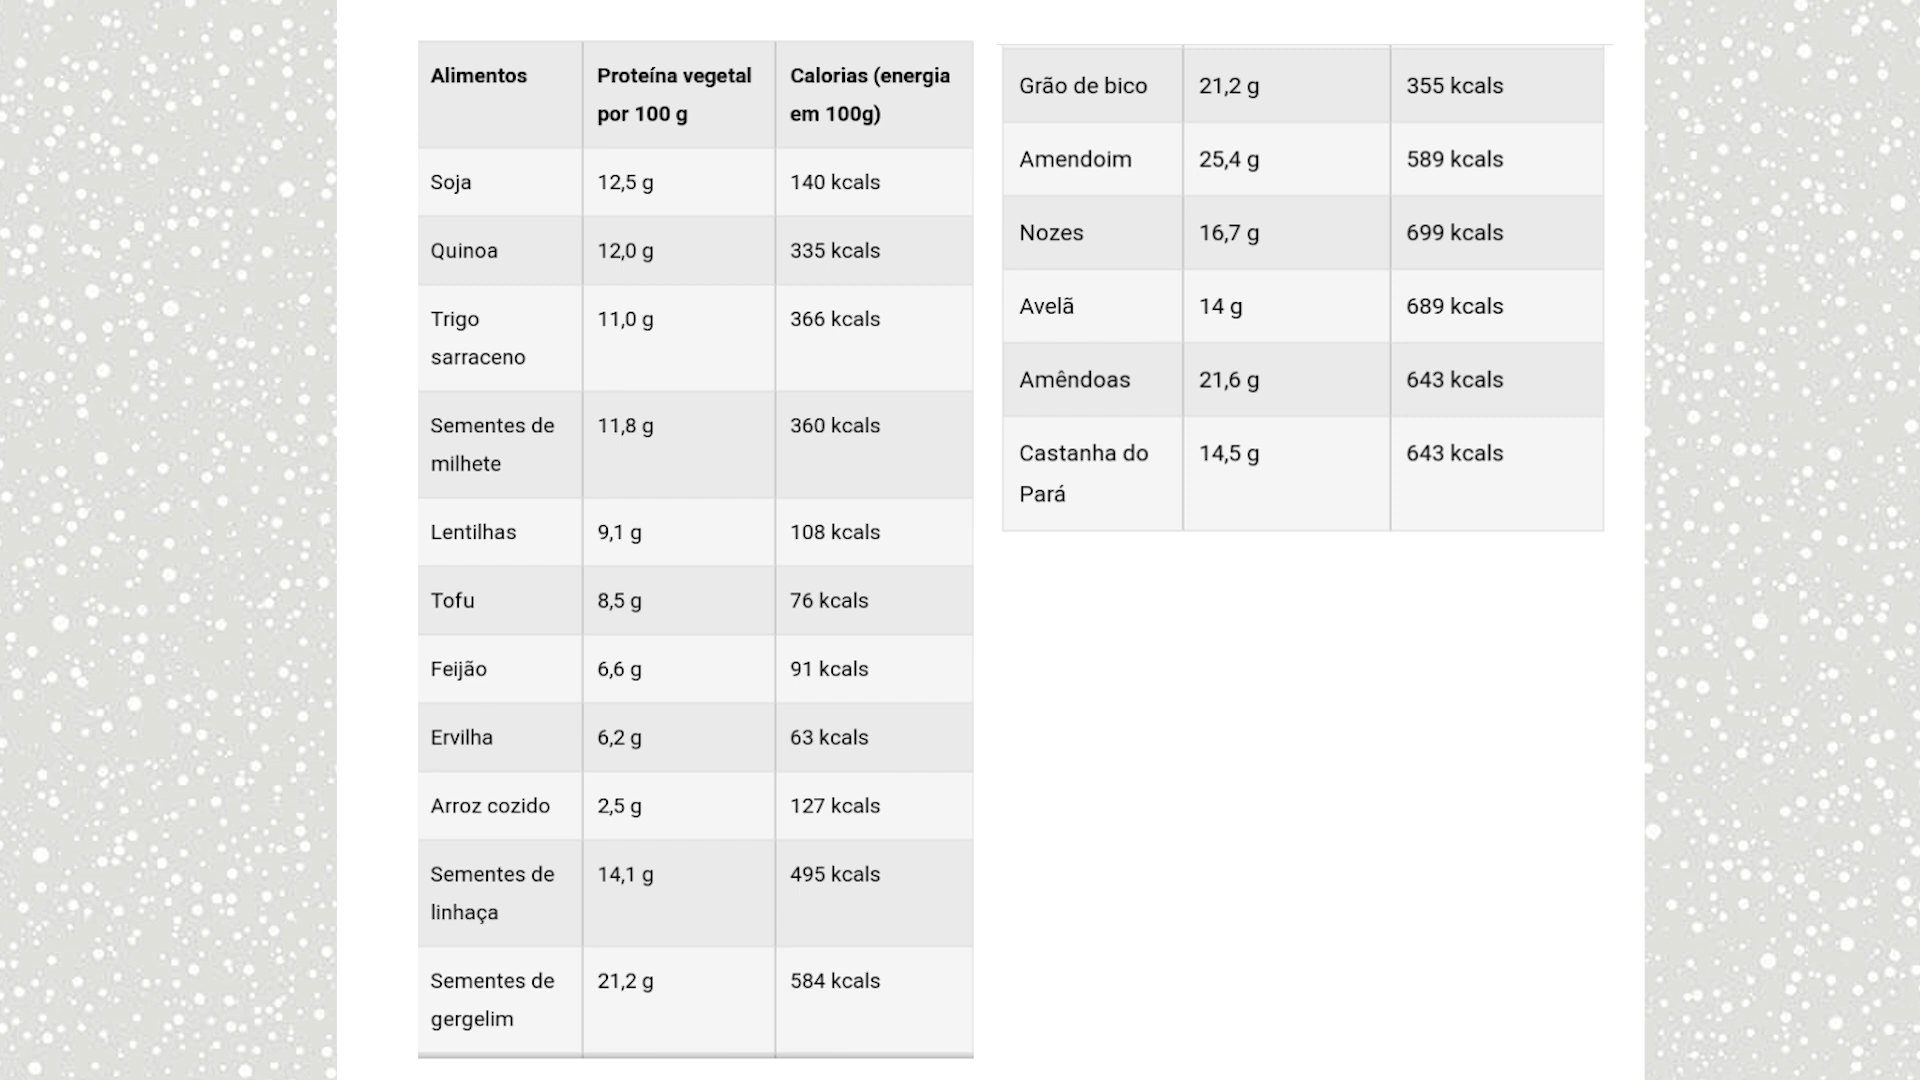 Alimentos Proteína vegetal Calorias (energia
por 100 g em 100g)
Soja 12,5 g 140 kcals
Quinoa 12,0 g 335 kcals
Trigo 11,0 g 366 kcals
sarraceno
Sementes de 11,8 g 360 kcals
milhete
Lentilhas 9,1 g 108 kcals
Tofu 8,5 g 76 kcals
Feijão 6,6 g 91 kcals
Ervilha 6,2 g 63 kcals
Arroz cozido 2,5 g 127 kcals
Sementes de 14,1 g 495 kcals
linhaça
Sementes de 21,2 g 584 kcals
gergelim
Grão de bico 21,2 g 355 kcals
Amendoim 25,4 g 589 kcals
Nozes 16,7 g 699 kcals
Avelã 14 g 689 kcals
Amêndoas 21,6 g 643 kcals
Castanha do 14,5 g 643 kcals
Pará